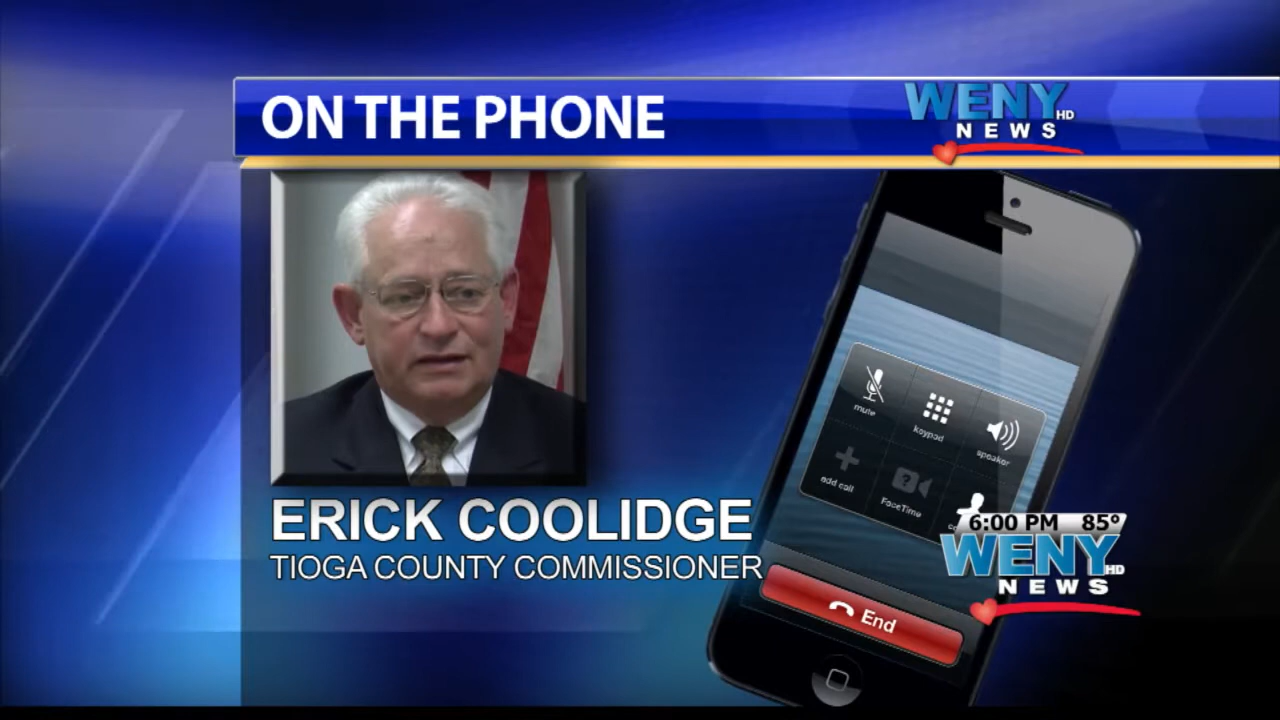 ON THE PHONE
WENY HD
NEWS
mute
keypad
speaker
add call
?
FaceTime
ERICK COOLIDGE
TIOGA COUNTY COMMISSIONER
6:00 PM 85°
WENY HD
NEWS
End